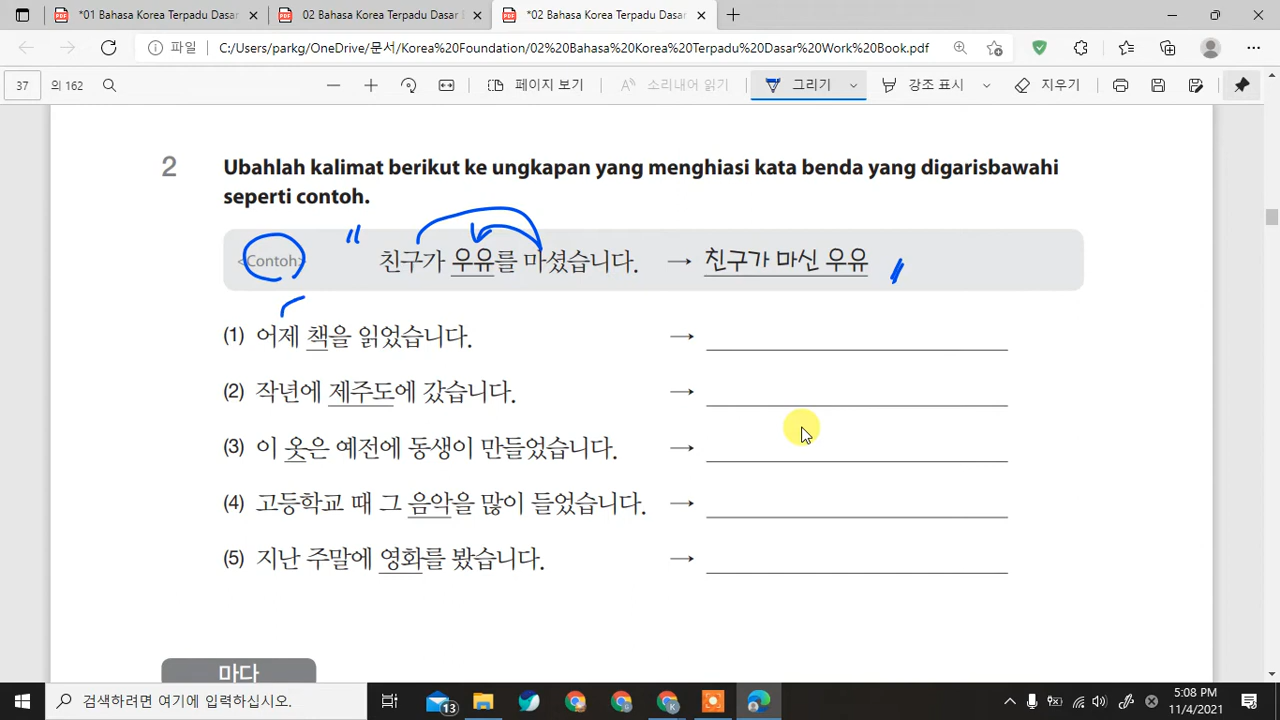 *01 Bahasa Korea Terpadu Dasar
02 Bahasa Korea Terpadu Dasar
*02 Bahasa Korea Terpadu Dasar
파일
C:/Users/parkg/OneDrive/문서/Korea%20Foundation/02%20Bahasa%20Korea%20Terpadu%20Dasar%20Work%20Book.pdf
37 의 162
페이지 보기
소리내어 읽기
그리기
강조 표시
지우기
2 Ubahlah kalimat berikut ke ungkapan yang menghiasi kata benda yang digarisbawahi
seperti contoh.
<Contoh> 친구가 우유를 마셨습니다. → 친구가 마신 우유
(1) 어제 책을 읽었습니다. →
(2) 작년에 제주도에 갔습니다. →
(3) 이 옷은 예전에 동생이 만들었습니다. →
(4) 고등학교 때 그 음악을 많이 들었습니다. →
(5) 지난 주말에 영화를 봤습니다. →
마다
검색하려면 여기에 입력하십시오.
13
5:08 PM
11/4/2021